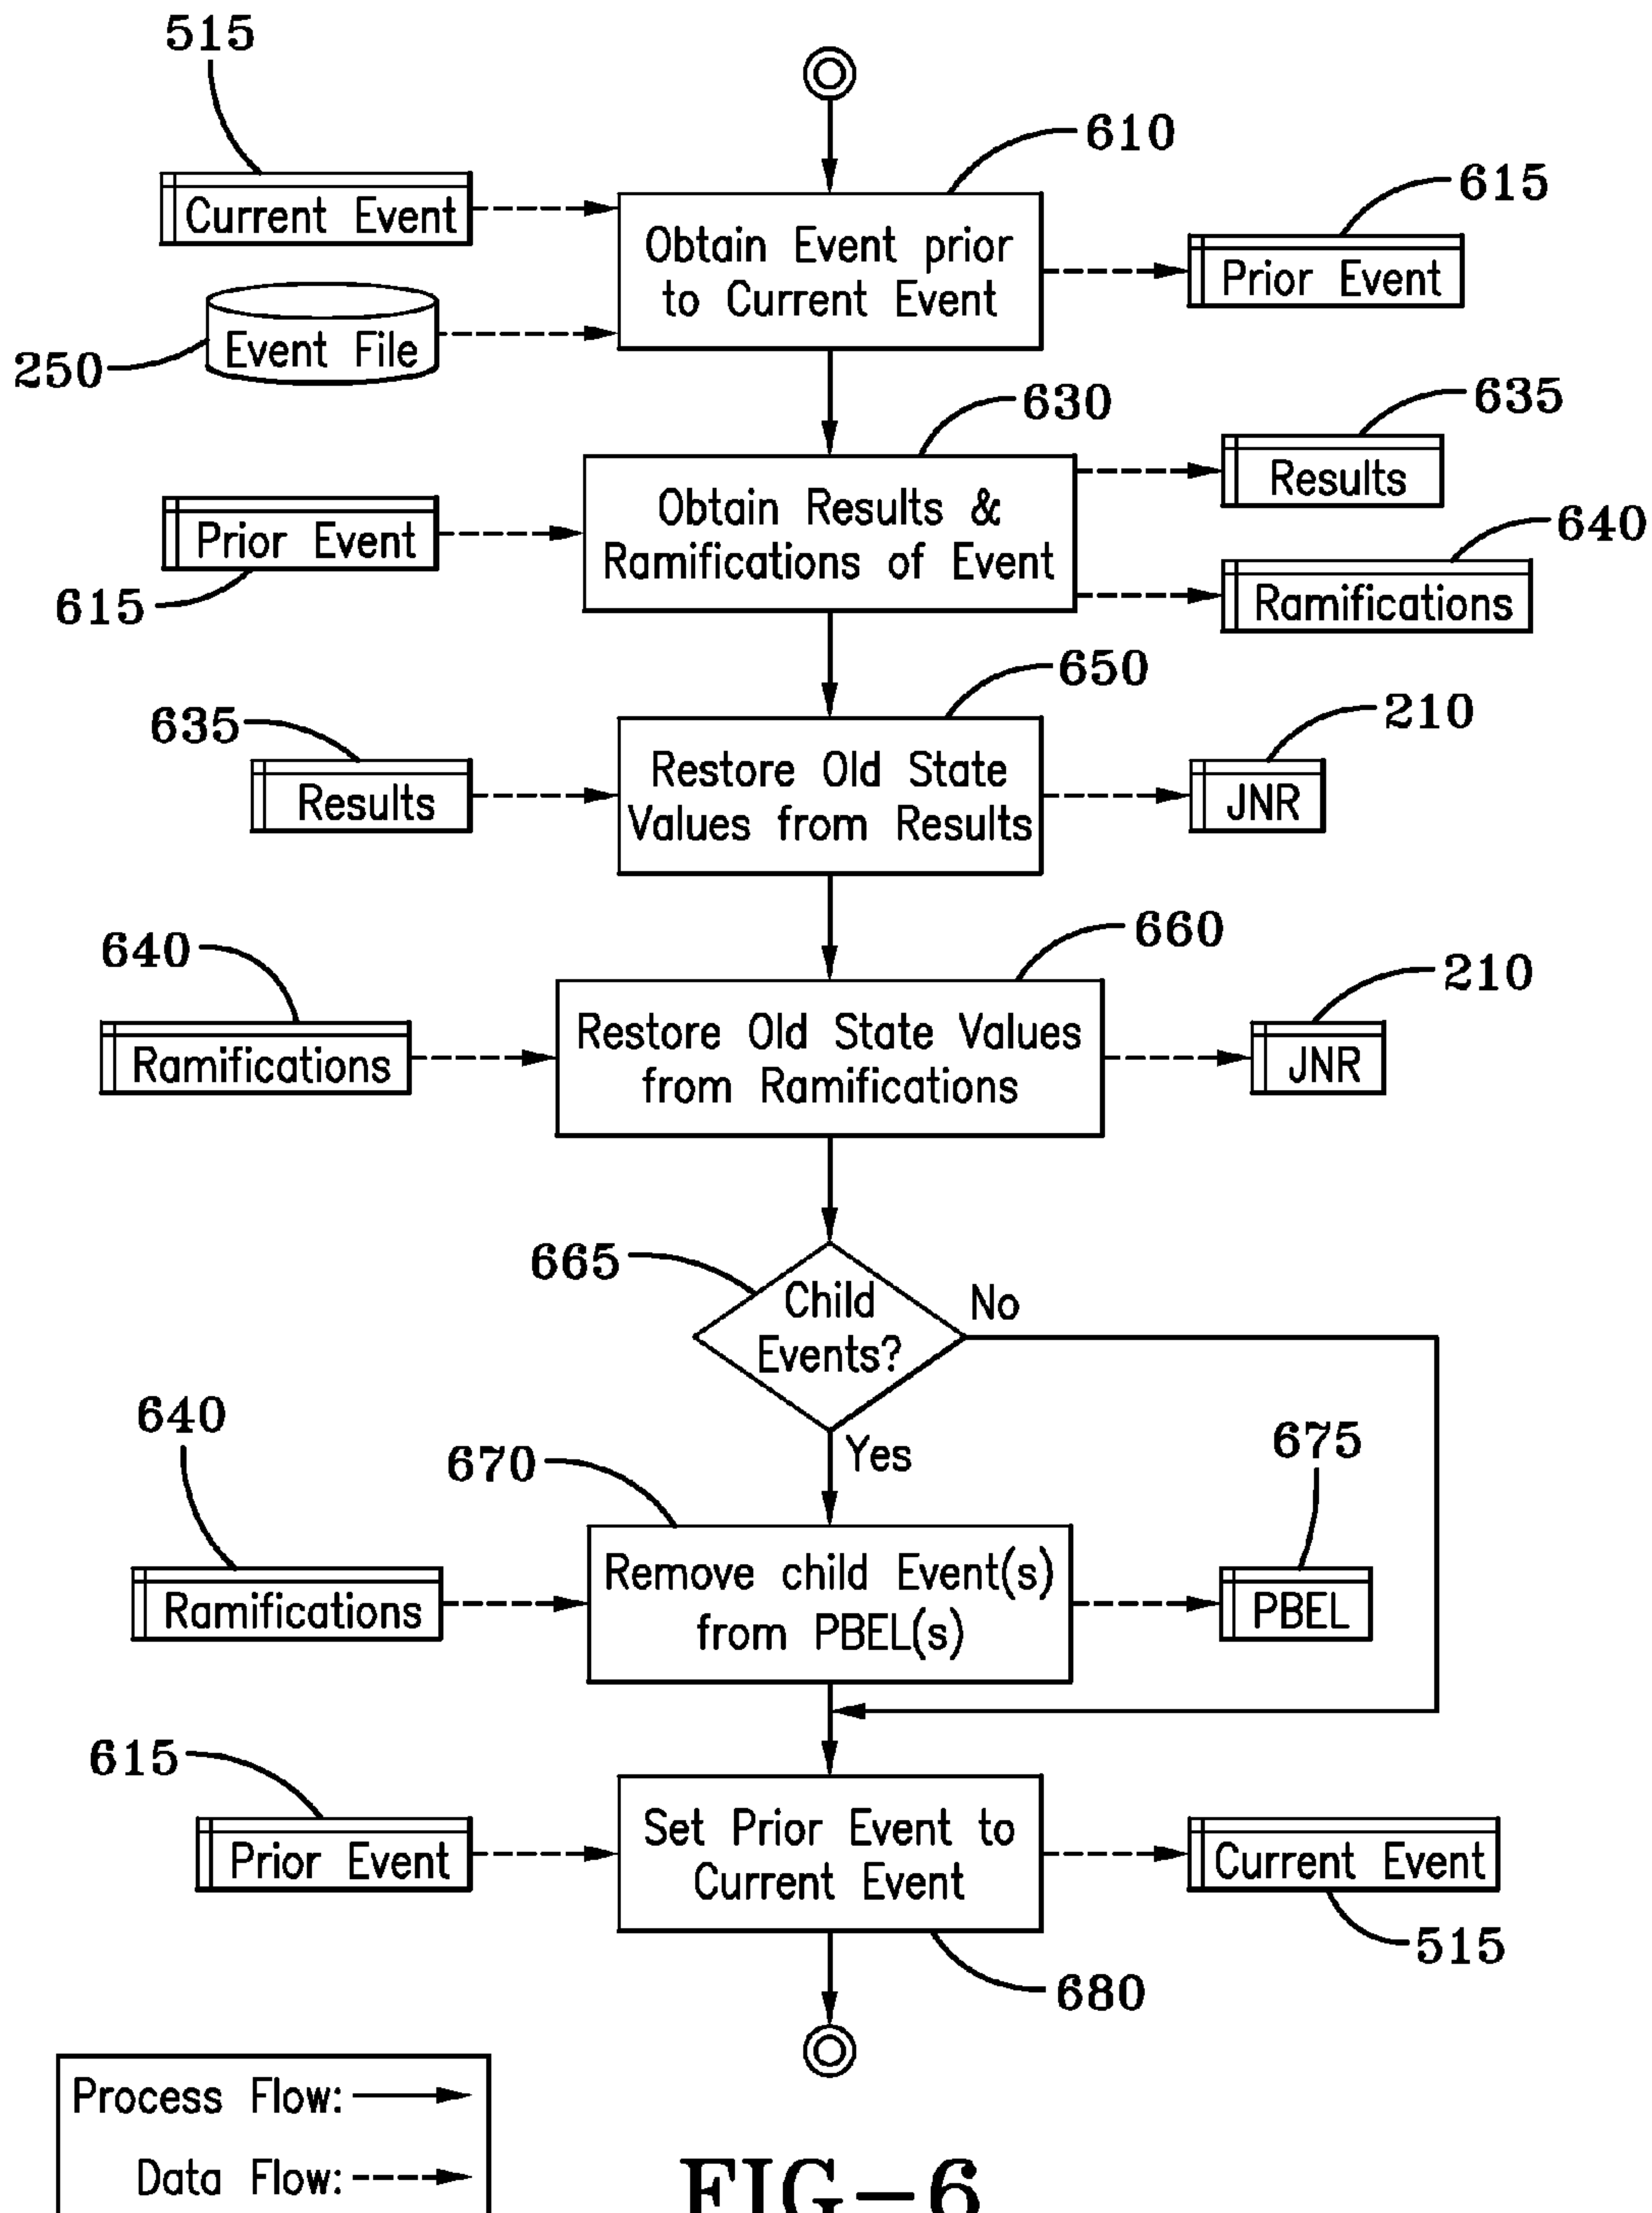 515
610
615
Current Event
Obtain Event prior
to Current Event
Prior Event
Event File
250
630
635
Results
Obtain Results &
Ramifications of Event
Prior Event
640
615
Ramifications
650
635
210
Restore Old State
Values from Results
Results
JNR
660
640
210
Restore Old State Values
from Ramifications
Ramifications
JNR
665
Child
Events?
No
640
670
Yes
675
Remove child Event(s)
from PBEL(s)
Ramifications
PBEL
615
Set Prior Event to
Current Event
Prior Event
Current Event
515
680
Process Flow:
Data Flow:
FIG-6